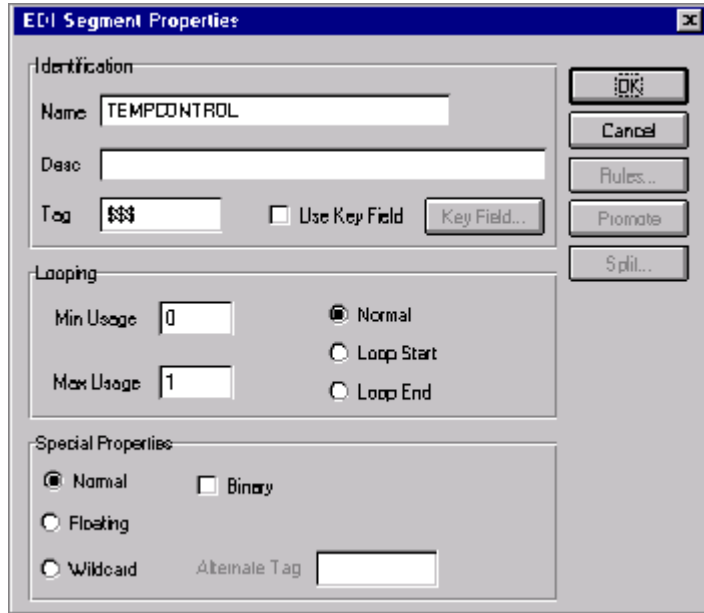 EDI Segment Properties
Identification
Name TEMPCONTROL
Desc
Tag $$$ Use Key Field Key Field...
Looping
Min Usage 0
Max Usage 1
Normal
Loop Start
Loop End
Special Properties
Normal
Floating
Wildcard
Binary
Alternate Tag
OK
Cancel
Rules...
Promote
Split...